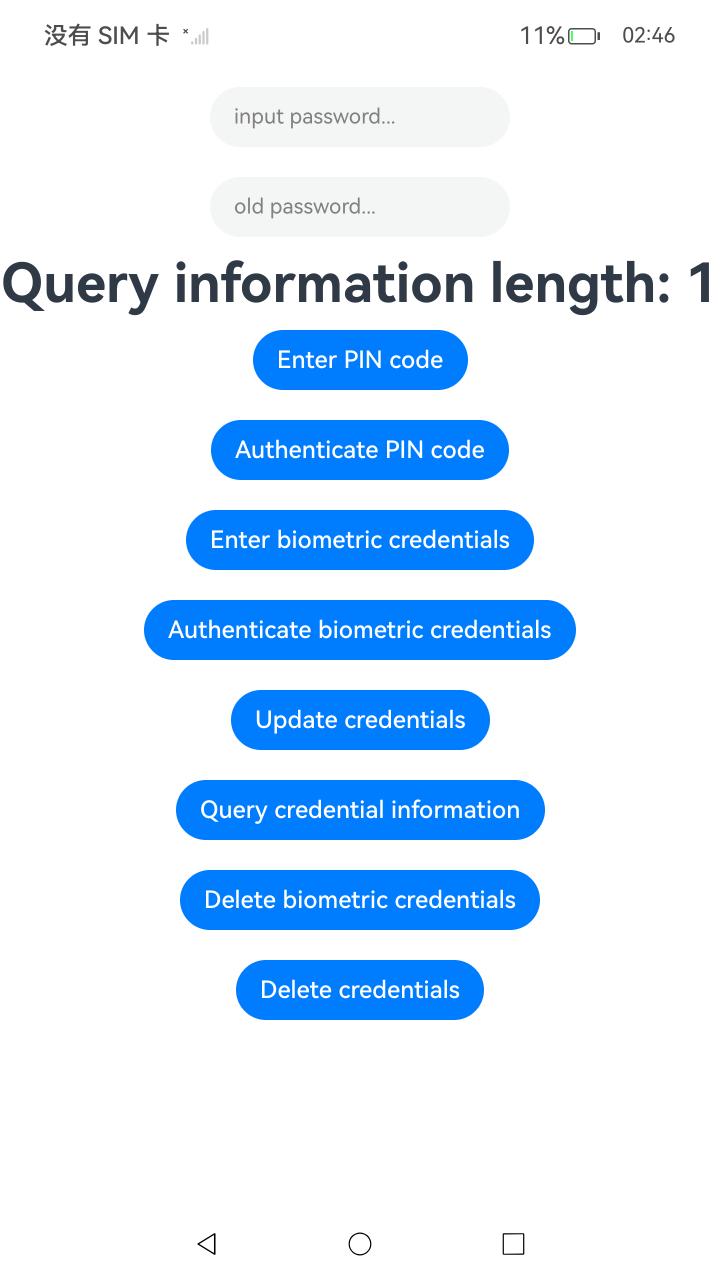 没有 SIM 卡 11% 02:46
input password...
old password...
Query information length: 1
Enter PIN code
Authenticate PIN code
Enter biometric credentials
Authenticate biometric credentials
Update credentials
Query credential information
Delete biometric credentials
Delete credentials